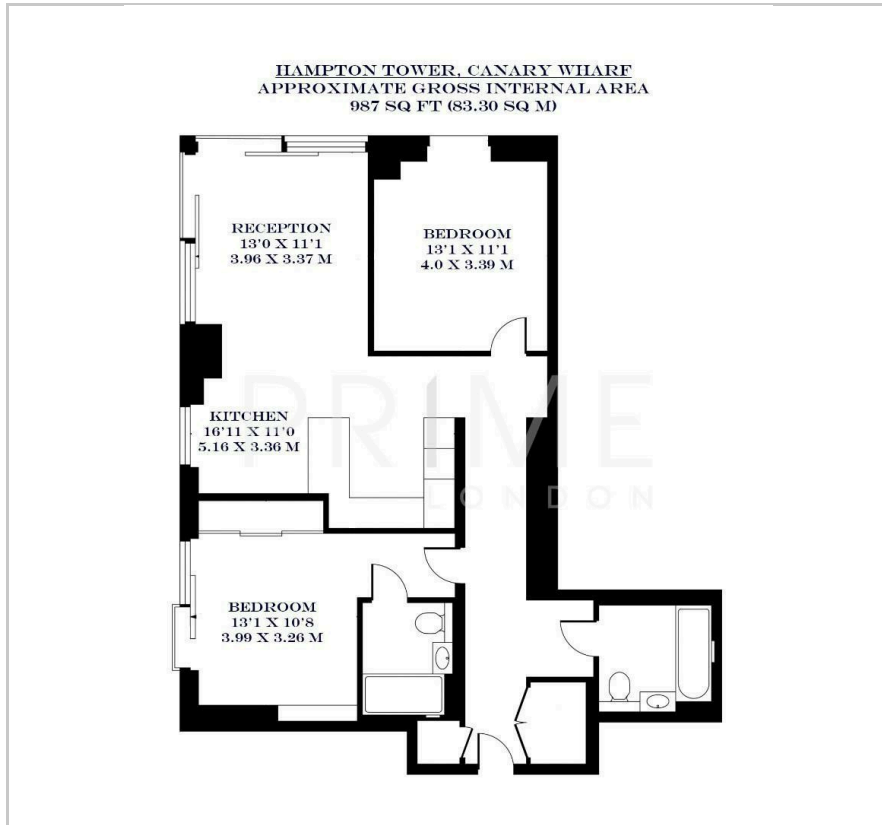 HAMPTON TOWER, CANARY WHARF
APPROXIMATE GROSS INTERNAL AREA
987 SQ FT (83.30 SQ M)
RECEPTION
13'0 X 11'1
3.96 X 3.37 M
BEDROOM
13'1 X 11'1
4.0 X 3.39 M
PRIME
LONDON
KITCHEN
16'11 X 11'0
5.16 X 3.36 M
BEDROOM
13'1 X 10'8
3.99 X 3.26 M